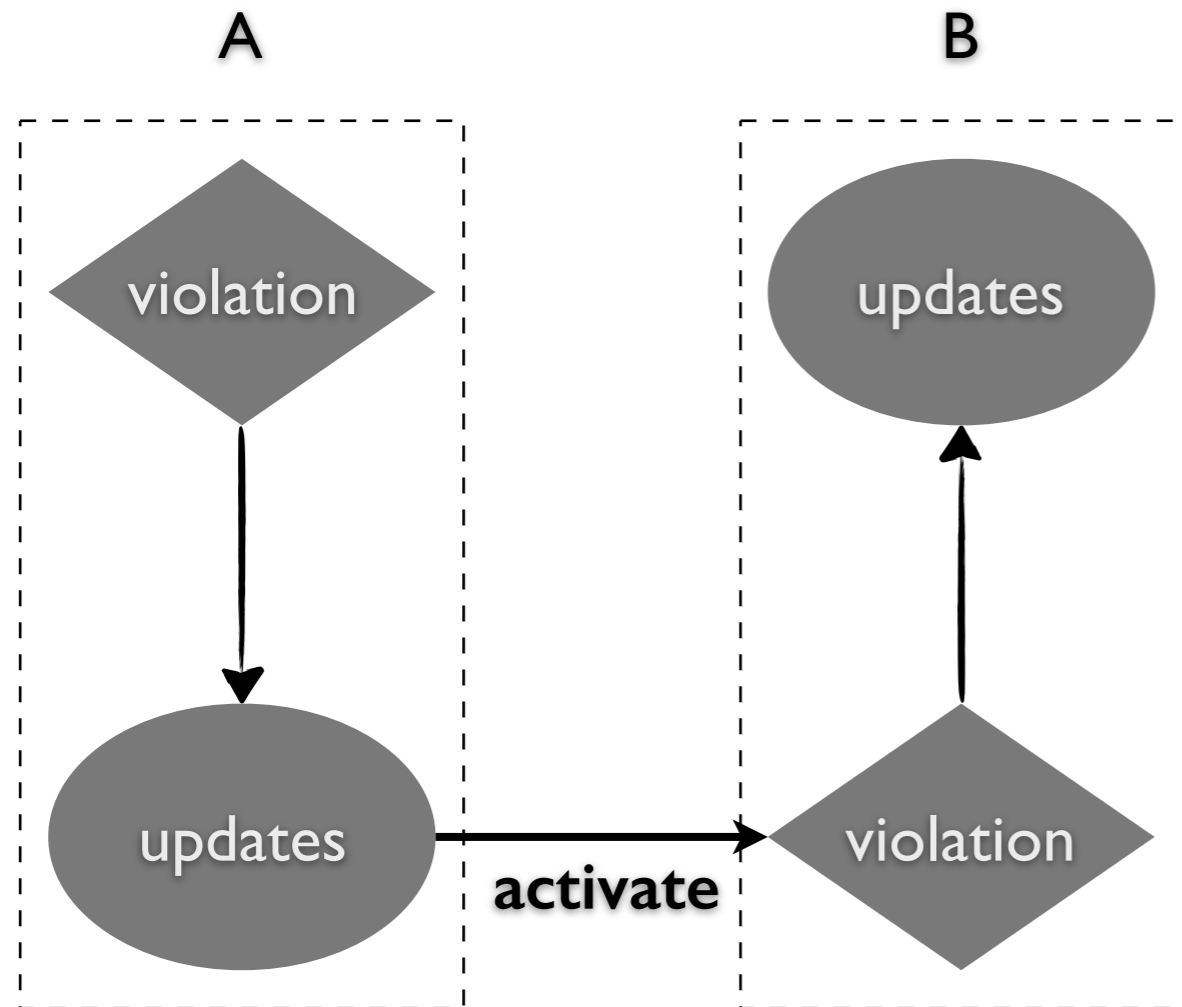 A
B
violation
updates
updates
violation
activate